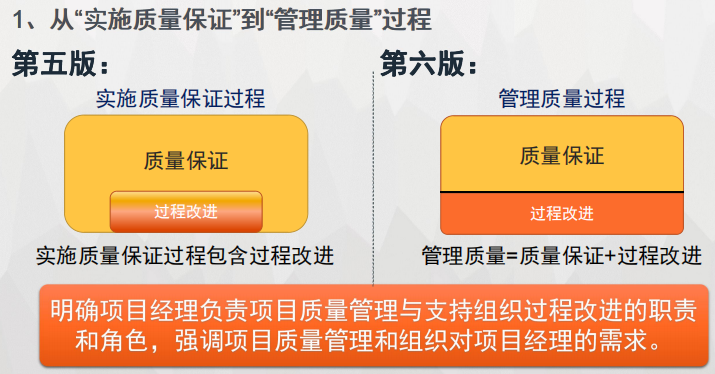 1、从“实施质量保证”到“管理质量”过程
第五版：
实施质量保证过程
质量保证
过程改进
实施质量保证过程包含过程改进
第六版：
管理质量过程
质量保证
过程改进
管理质量=质量保证+过程改进
明确项目经理负责项目质量管理与支持组织过程改进的职责
和角色，强调项目质量管理和组织对项目经理的需求。